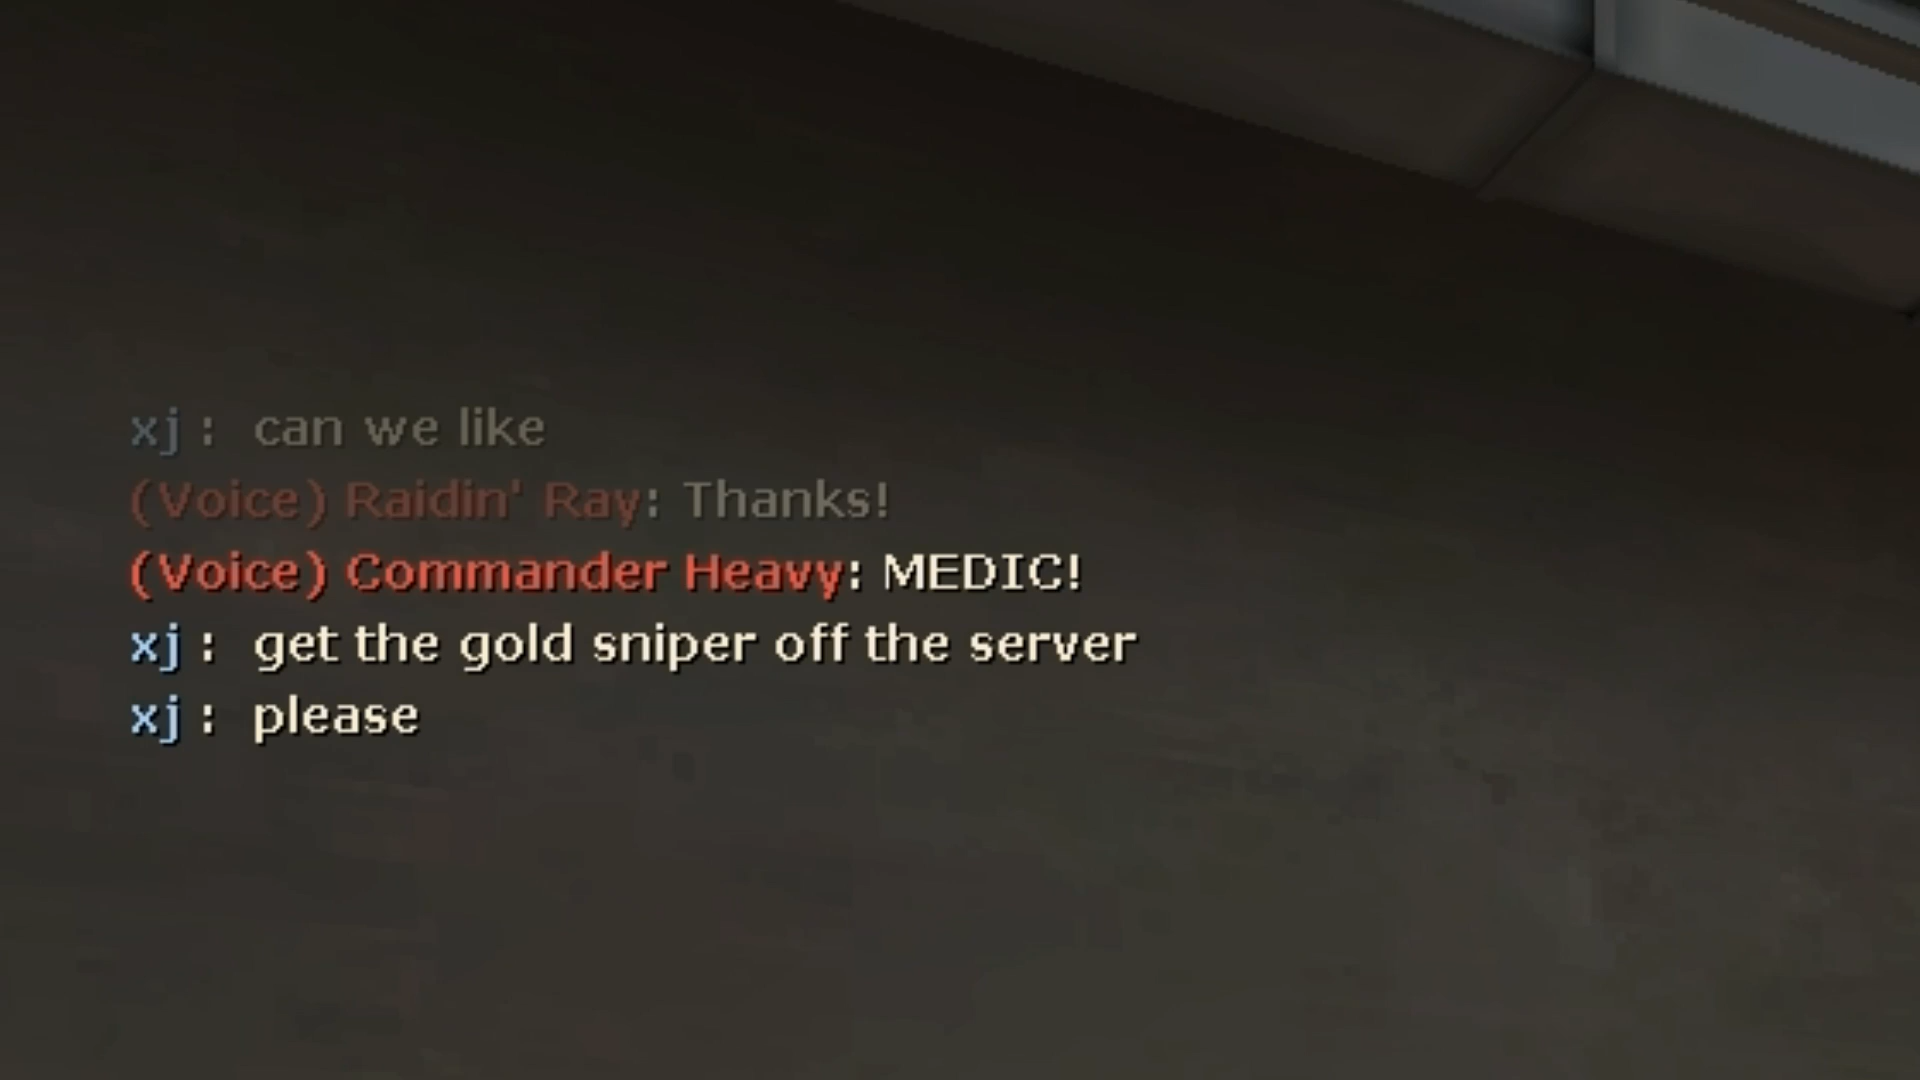 xj :  can we like
(Voice) Raidin' Ray: Thanks!
(Voice) Commander Heavy: MEDIC!
xj :  get the gold sniper off the server
xj :  please